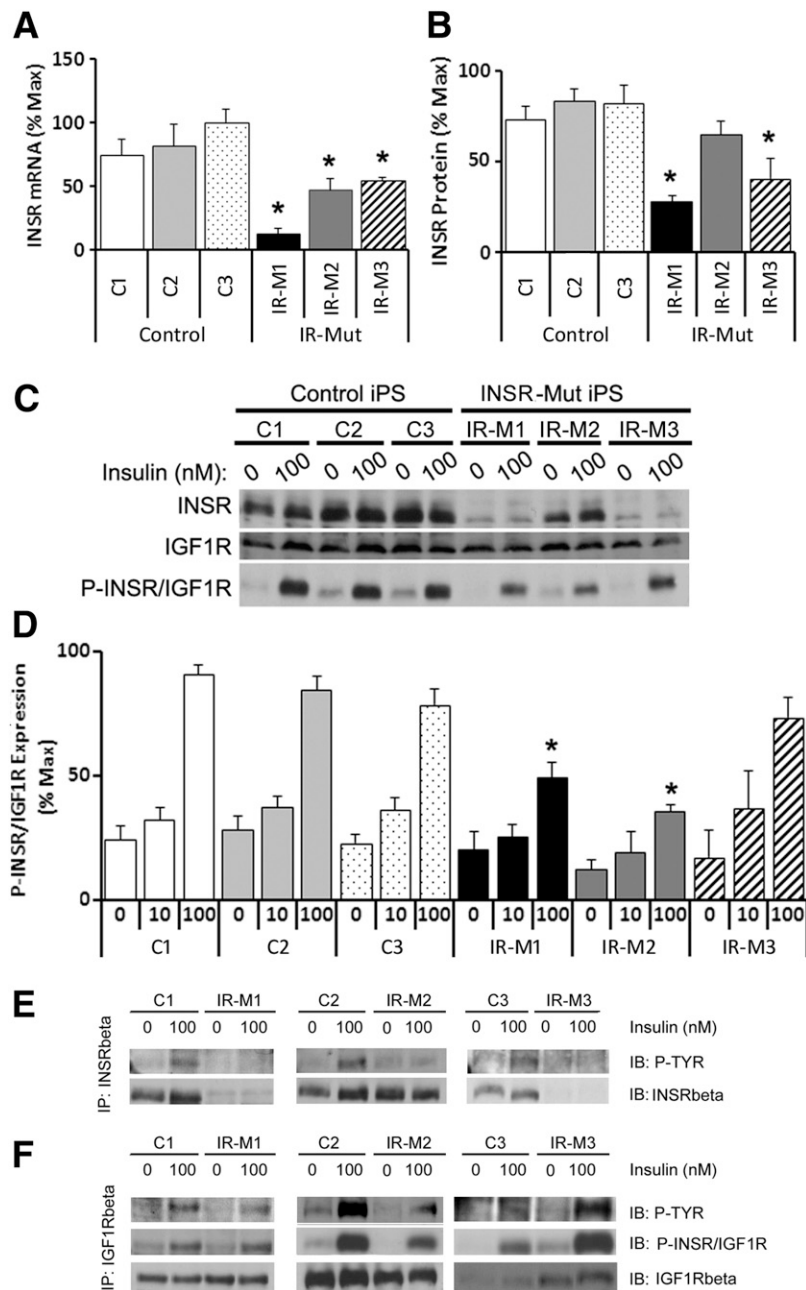 A
INSR mRNA (% Max)
150
100
50
0
C1 C2 C3 IR-M1 IR-M2 IR-M3
* * *
Control IR-Mut
B
INSR Protein (% Max)
100
50
0
C1 C2 C3 IR-M1 IR-M2 IR-M3
* *
Control IR-Mut
C
Control iPS INSR-Mut iPS
C1 C2 C3 IR-M1 IR-M2 IR-M3
Insulin (nM): 0 100 0 100 0 100 0 100 0 100 0 100
INSR
IGF1R
P-INSR/IGF1R
D
P-INSR/IGF1R Expression
(% Max)
100
50
0
* *
0 10 100 0 10 100 0 10 100 0 10 100 0 10 100 0 10 100
C1 C2 C3 IR-M1 IR-M2 IR-M3
E
C1 IR-M1 C2 IR-M2 C3 IR-M3
0 100 0 100 0 100 0 100 0 100 0 100 Insulin (nM)
IP: INSRbeta
IB: P-TYR
IB: INSRbeta
F
C1 IR-M1 C2 IR-M2 C3 IR-M3
0 100 0 100 0 100 0 100 0 100 0 100 Insulin (nM)
IP: IGF1Rbeta
IB: P-TYR
IB: P-INSR/IGF1R
IB: IGF1Rbeta